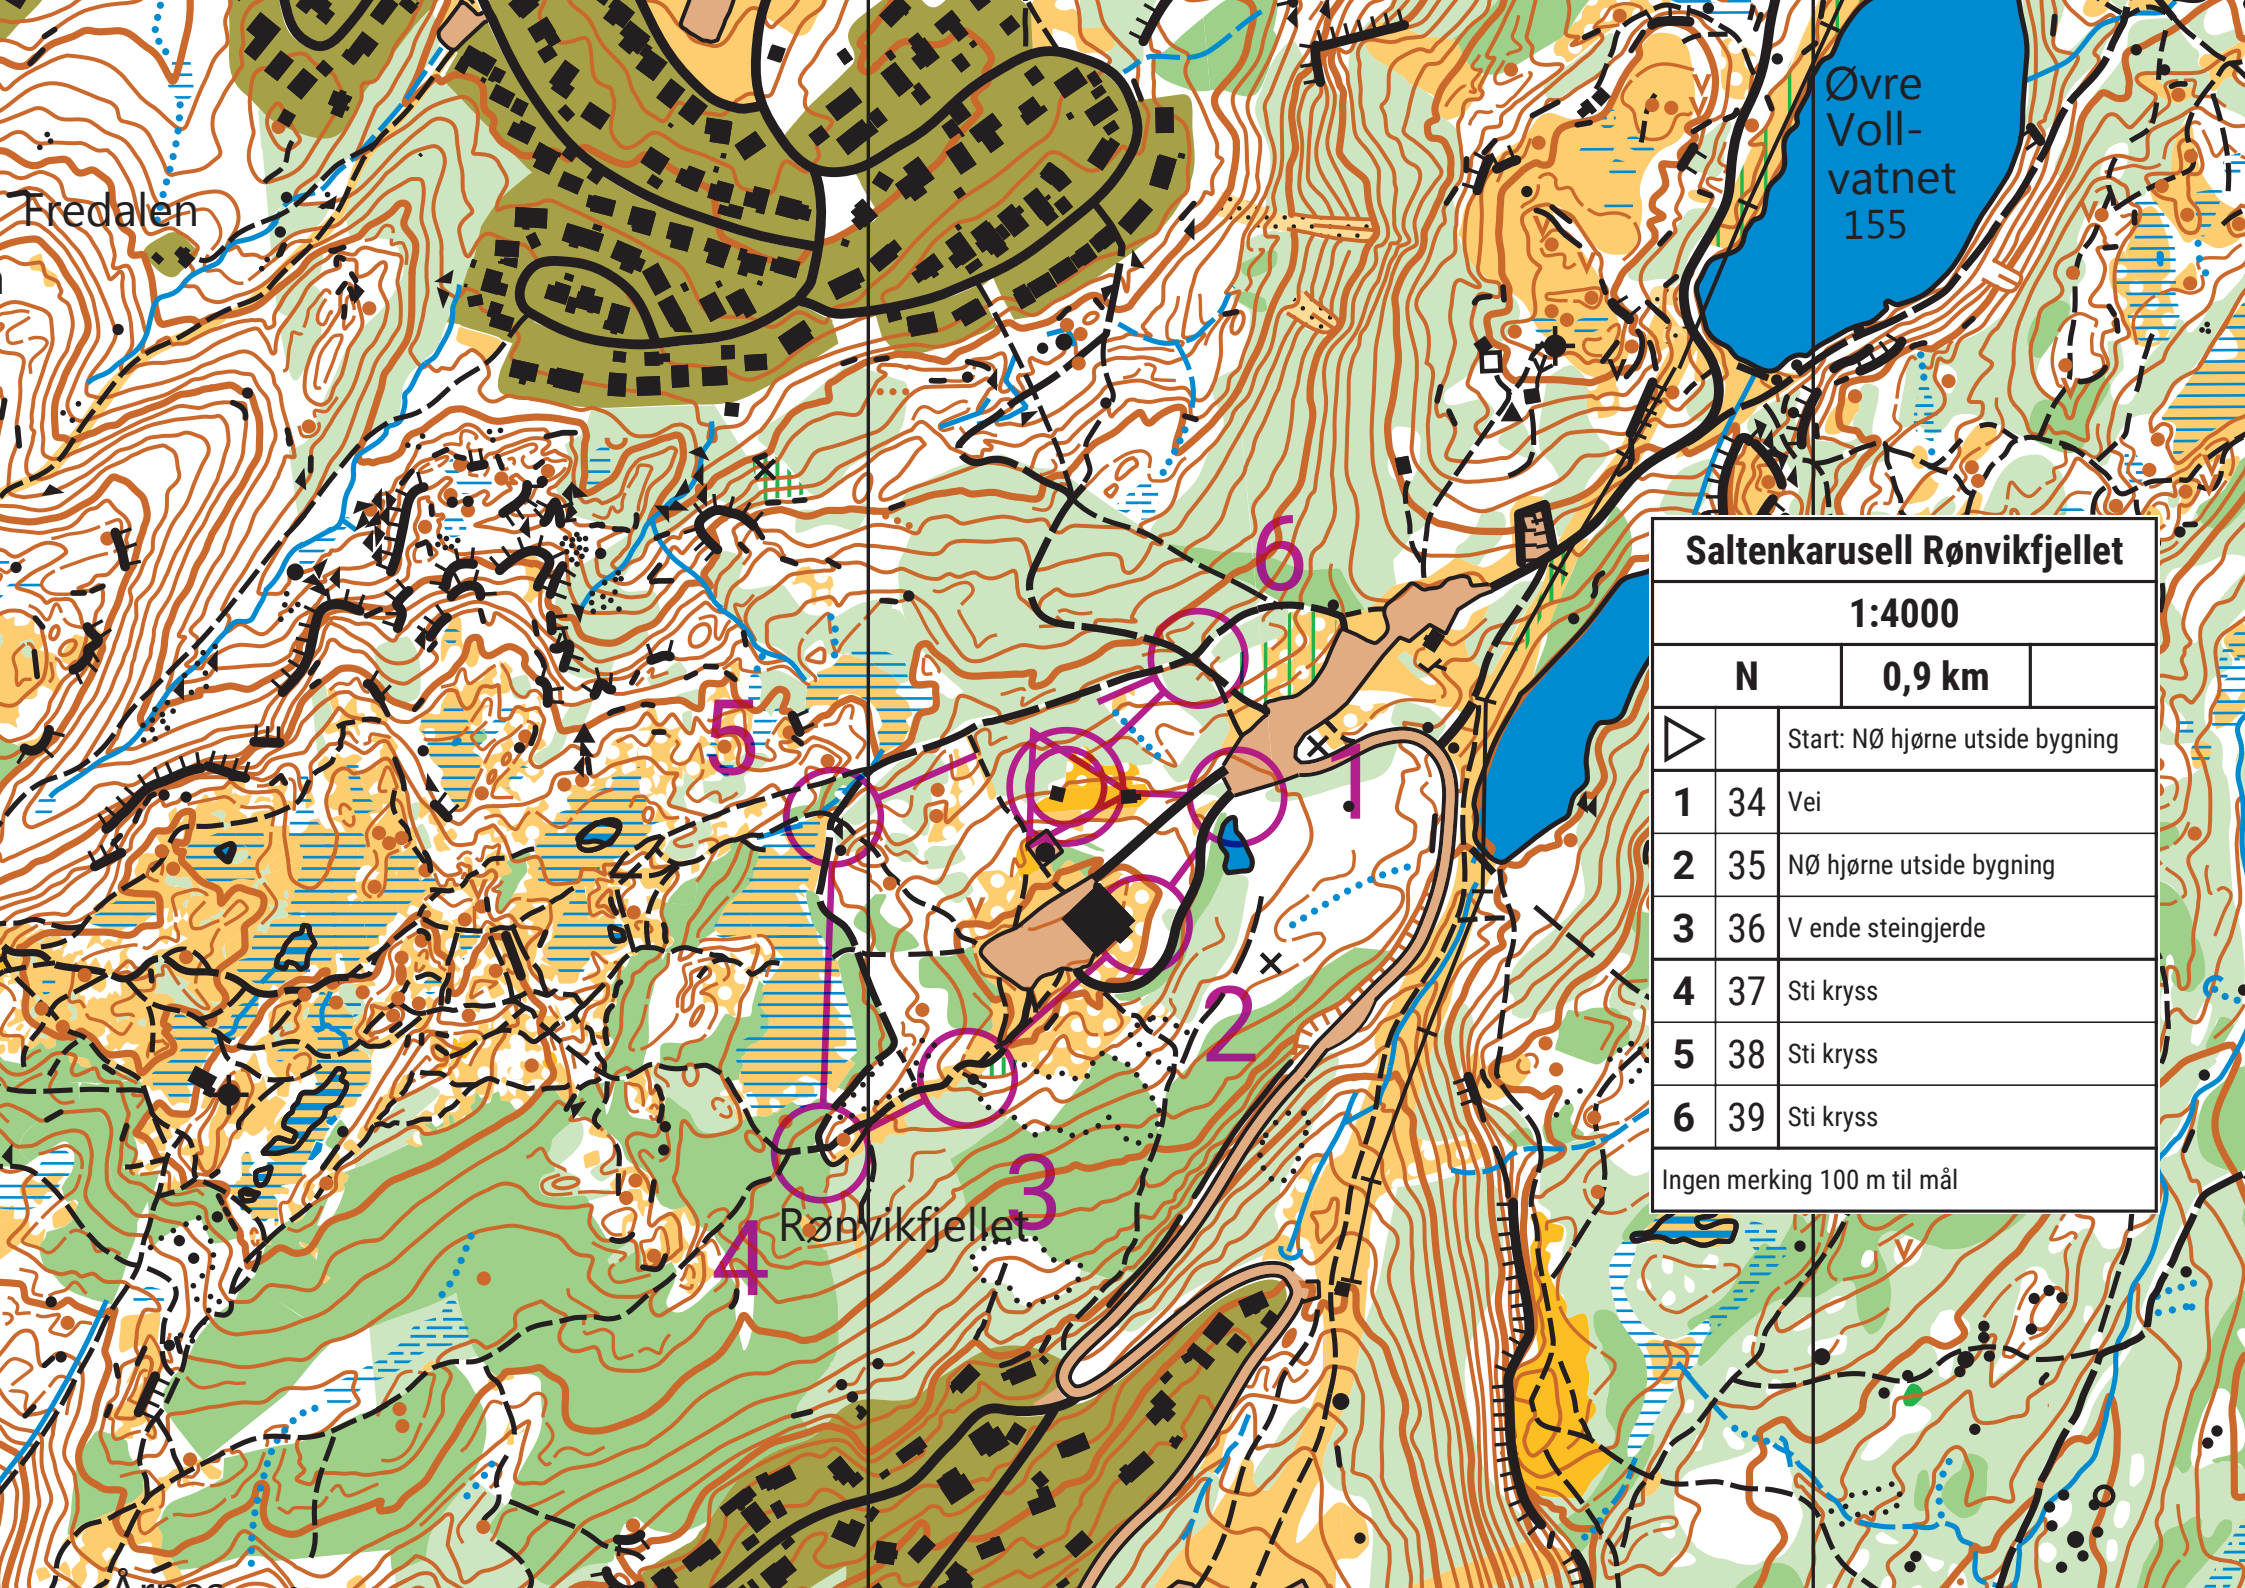 Øvre
Voll-
vatnet
155
Fredalen
6
5
1
2
3
4
Rønvikfjellet
Saltenkarusell Rønvikfjellet
1:4000
N 0,9 km
Start: NØ hjørne utside bygning
1 34 Vei
2 35 NØ hjørne utside bygning
3 36 V ende steingjerde
4 37 Sti kryss
5 38 Sti kryss
6 39 Sti kryss
Ingen merking 100 m til mål